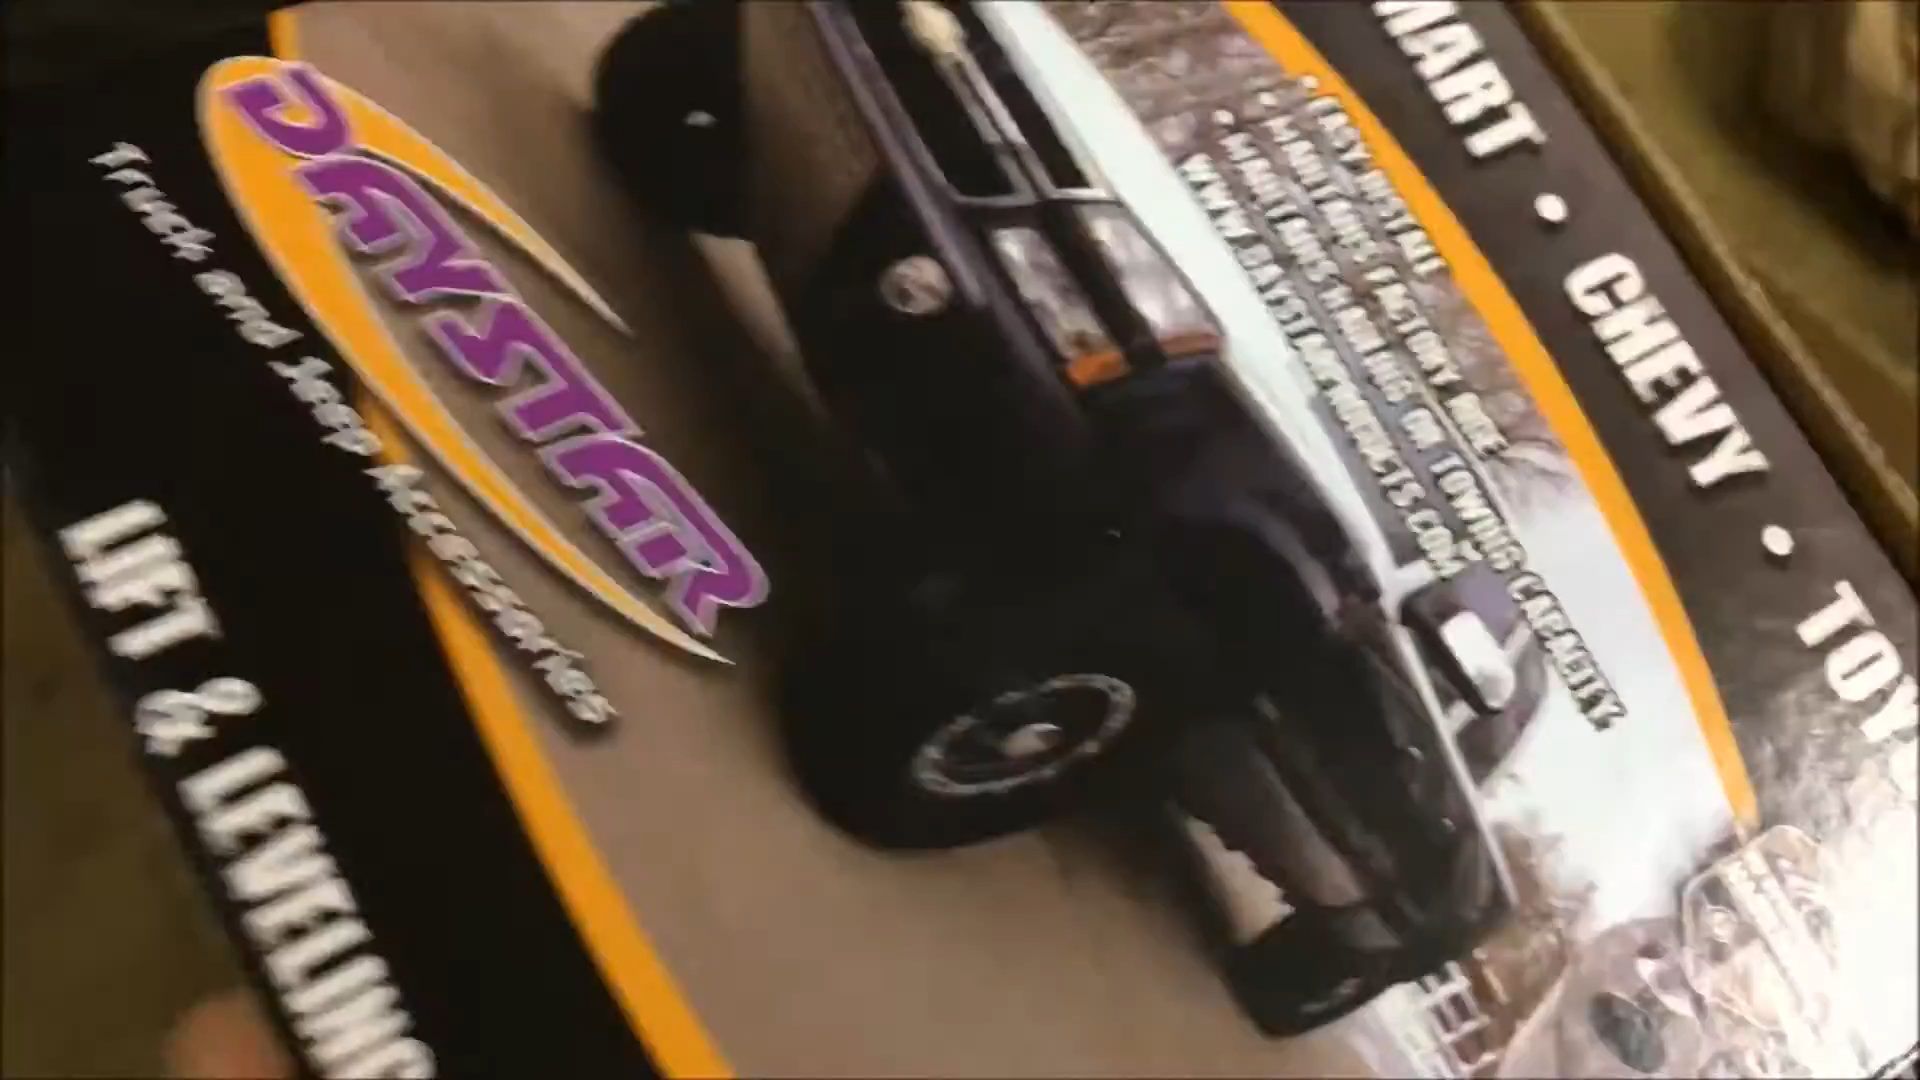 MART • CHEVY • TOY
• EASY INSTALL
• MAINTAINS FACTORY RIDE
• MAINTAINS HAULING OR TOWING CAPACITY
WWW.DAYSTARPRODUCTS.COM
DAYSTAR
Truck and Jeep Accessories
LIFT & LEVELING